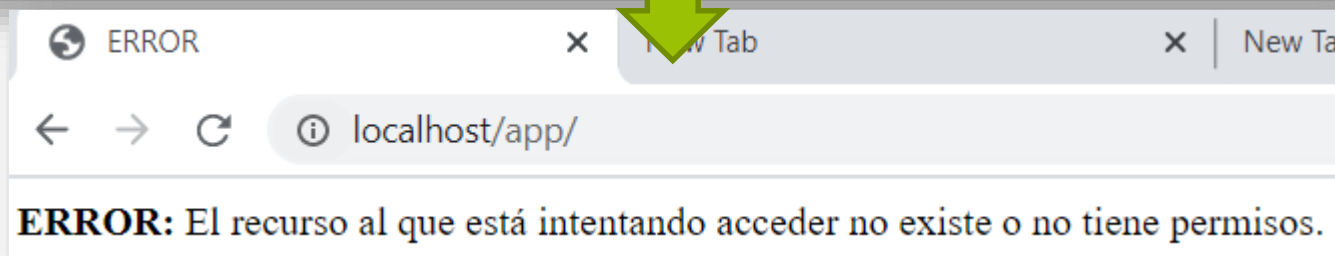 ERROR
New Tab
New Ta
localhost/app/
ERROR: El recurso al que está intentando acceder no existe o no tiene permisos.